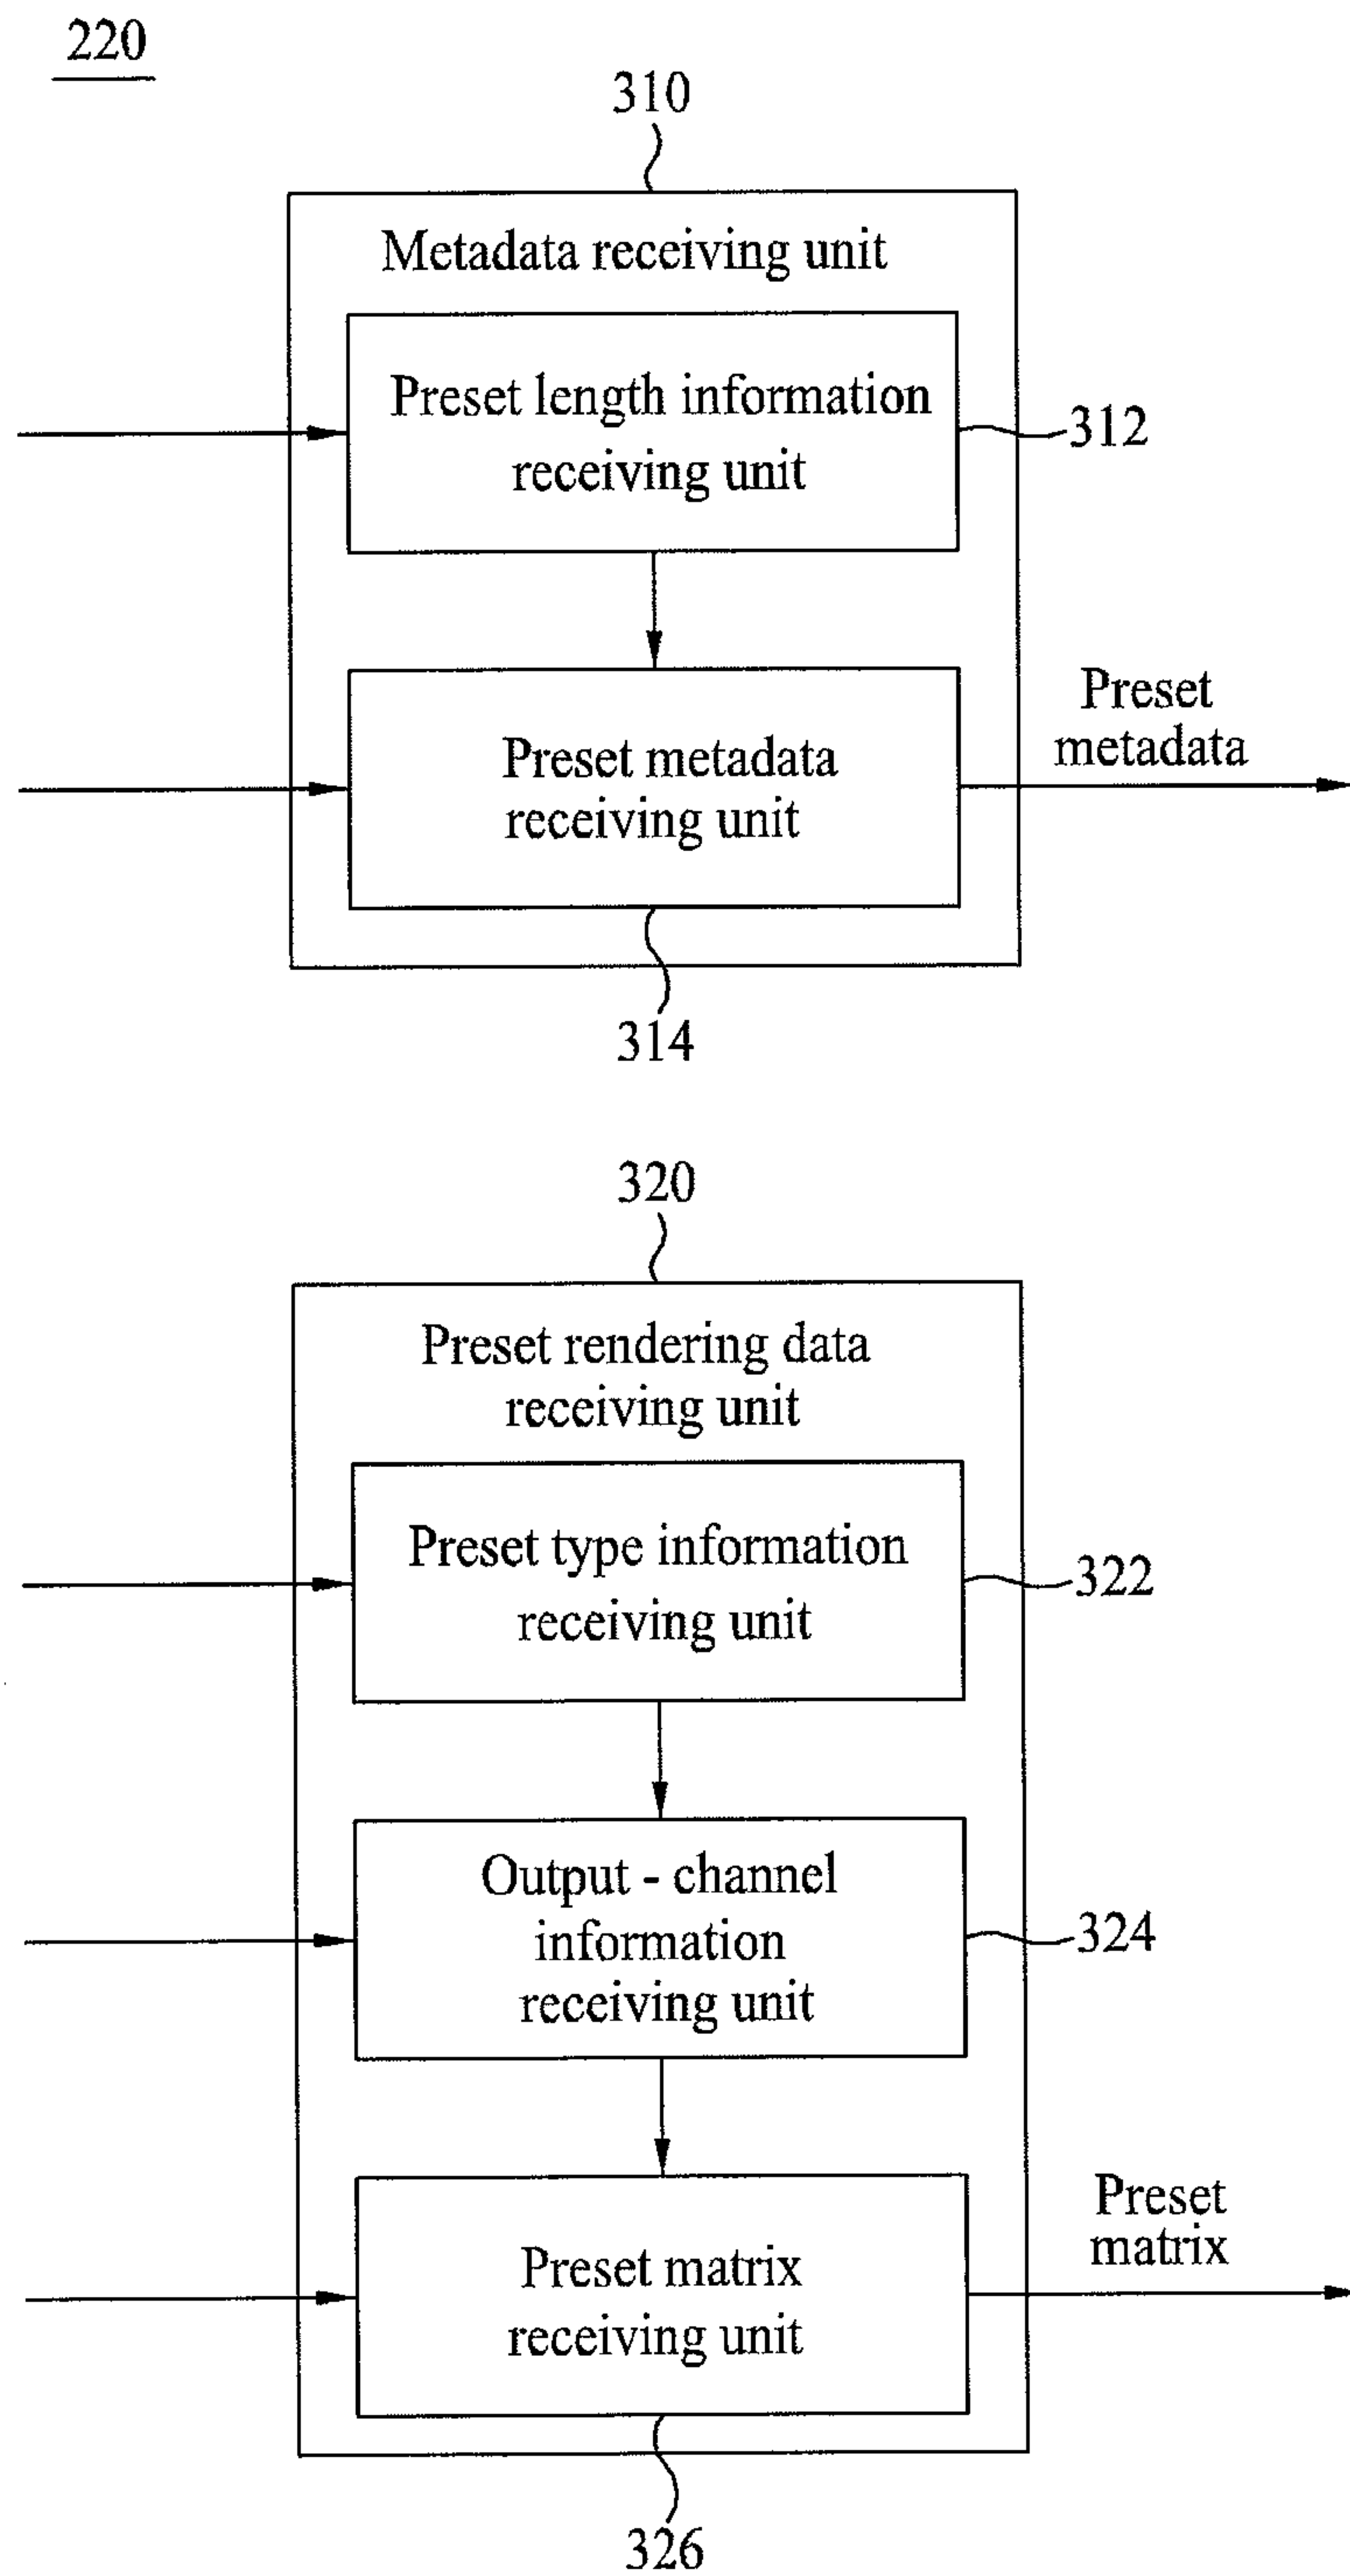 220
310
Metadata receiving unit
Preset length information
receiving unit
312
Preset metadata
receiving unit
Preset
metadata
314
320
Preset rendering data
receiving unit
Preset type information
receiving unit
322
Output - channel
information
receiving unit
324
Preset matrix
receiving unit
Preset
matrix
326